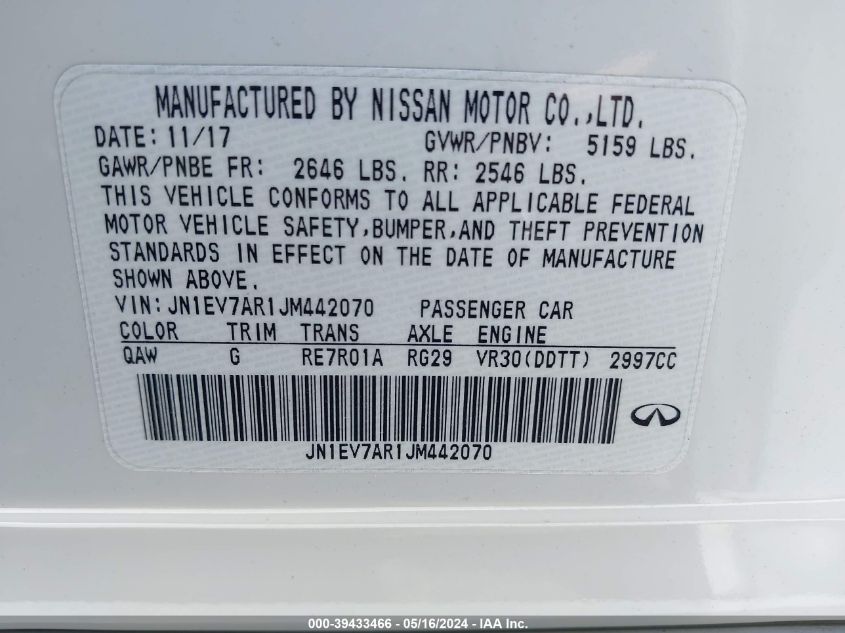 MANUFACTURED BY NISSAN MOTOR CO.,LTD.
DATE: 11/17 GVWR/PNBV: 5159 LBS.
GAWR/PNBE FR: 2646 LBS. RR: 2546 LBS.
THIS VEHICLE CONFORMS TO ALL APPLICABLE FEDERAL
MOTOR VEHICLE SAFETY,BUMPER,AND THEFT PREVENTION
STANDARDS IN EFFECT ON THE DATE OF MANUFACTURE
SHOWN ABOVE.
VIN:JN1EV7AR1JM442070 PASSENGER CAR
COLOR TRIM TRANS AXLE ENGINE
QAW G RE7R01A RG29 VR30(DDTT) 2997CC
JN1EV7AR1JM442070
000-39433466 - 05/16/2024 - IAA Inc.